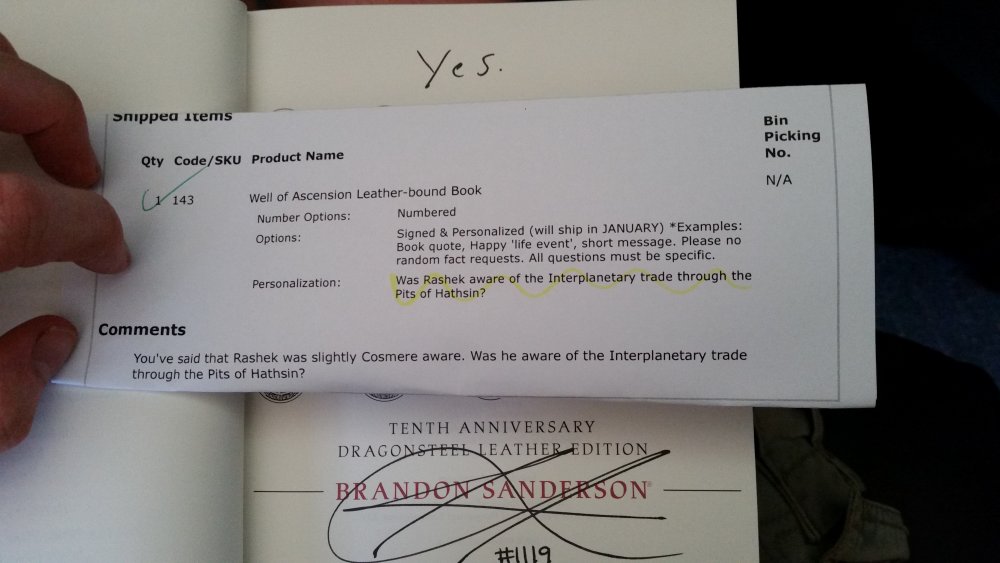 Yes.
Shipped Items
Bin
Picking
No.
Qty Code/SKU Product Name
1 143 Well of Ascension Leather-bound Book N/A
Number Options: Numbered
Options: Signed & Personalized (will ship in JANUARY) *Examples:
Book quote, Happy 'life event', short message. Please no
random fact requests. All questions must be specific.
Personalization: Was Rashek aware of the Interplanetary trade through the
Pits of Hathsin?
Comments
You've said that Rashek was slightly Cosmere aware. Was he aware of the Interplanetary trade
through the Pits of Hathsin?
TENTH ANNIVERSARY
DRAGONSTEEL LEATHER EDITION
BRANDON SANDERSON®
#1119